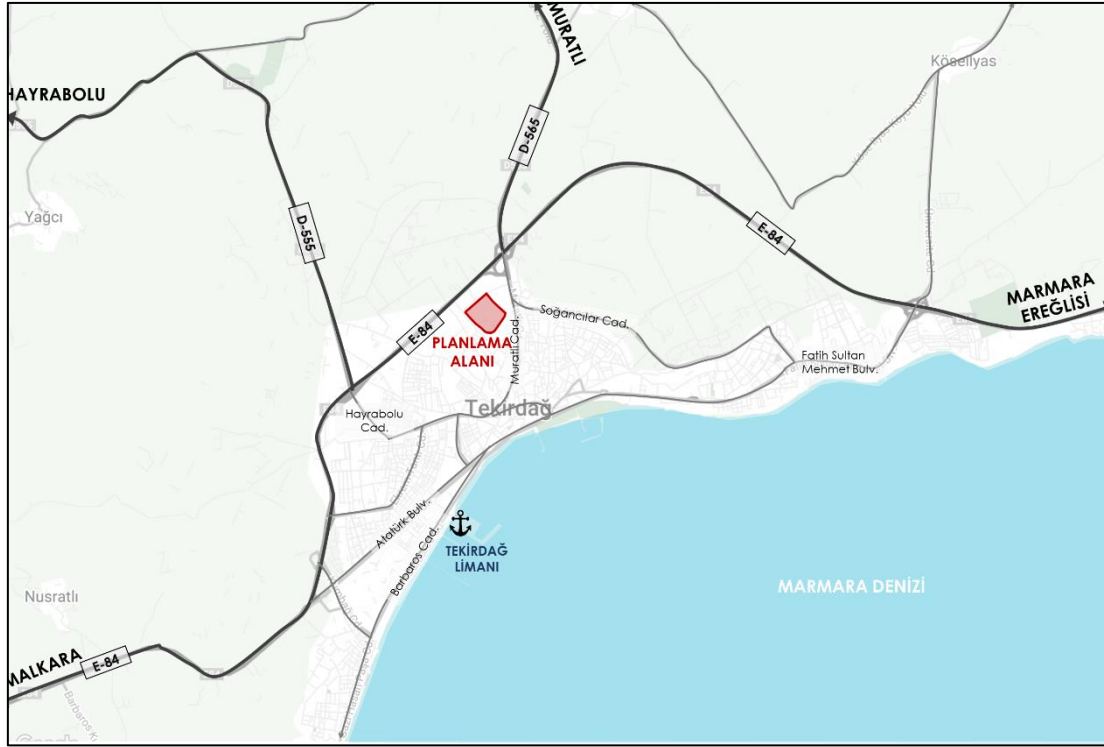 MURATLI
Köseilyas
HAYRABOLU
D-565
Yağcı
D-555
E-84
MARMARA
EREĞLİSİ
Soğancılar Cad.
E-84
PLANLAMA
ALANI
Muratlı Cad.
Fatih Sultan
Mehmet Bulv.
Hayrabolu
Cad.
Tekirdağ
Atatürk Bulv.
Barbaros Cad.
TEKİRDAĞ
LİMANI
MARMARA DENİZİ
Nusratlı
MALKARA
E-84